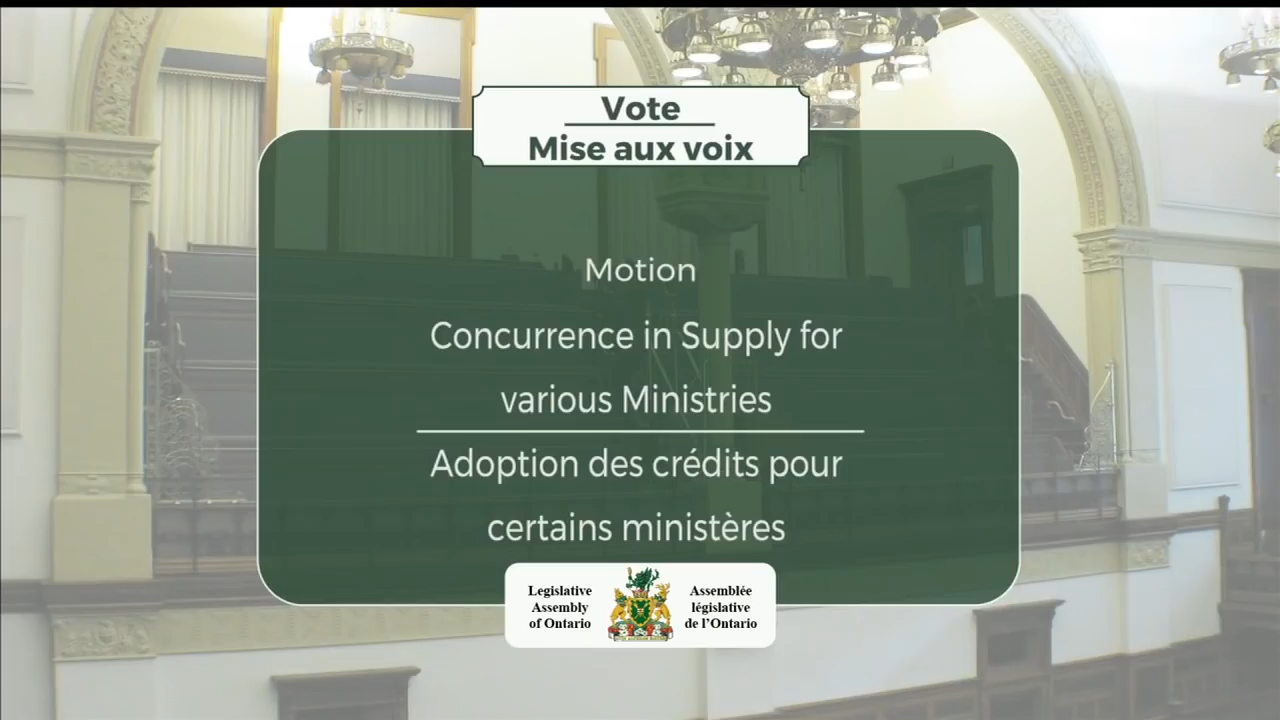 Vote
Mise aux voix
Motion
Concurrence in Supply for
various Ministries
Adoption des crédits pour
certains ministères
Legislative
Assembly
of Ontario
Assemblée
législative
de l'Ontario